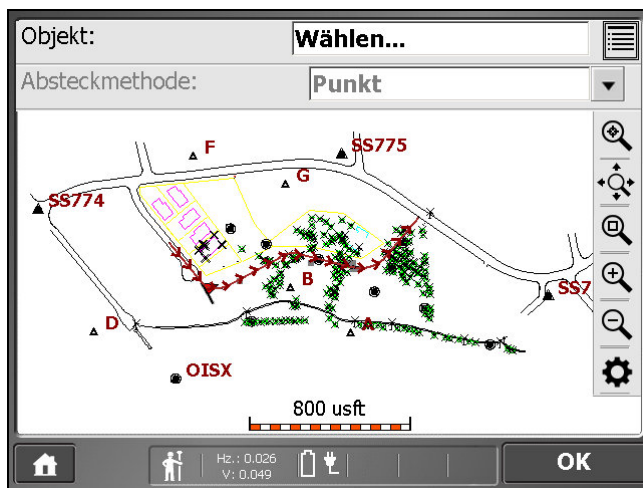 Objekt: Wählen...
Absteckmethode: Punkt
F
SS775
G
SS774
B
SS7
D
A
OISX
800 usft
Hz.: 0.026
V: 0.049
OK